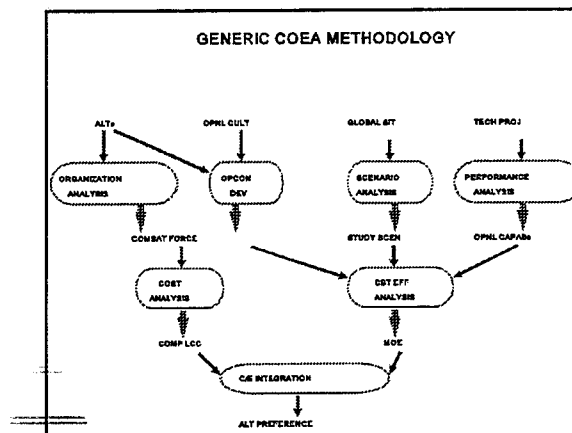 GENERIC COEA METHODOLOGY
ALTs OPNL CULT GLOBAL SIT TECH PROJ
ORGANIZATION ANALYSIS
OPCON DEV
SCENARIO ANALYSIS
PERFORMANCE ANALYSIS
COMBAT FORCE STUDY SCEN OPNL CAPABs
COST ANALYSIS
CBT EFF ANALYSIS
COMP LCC MOE
C/E INTEGRATION
ALT PREFERENCE